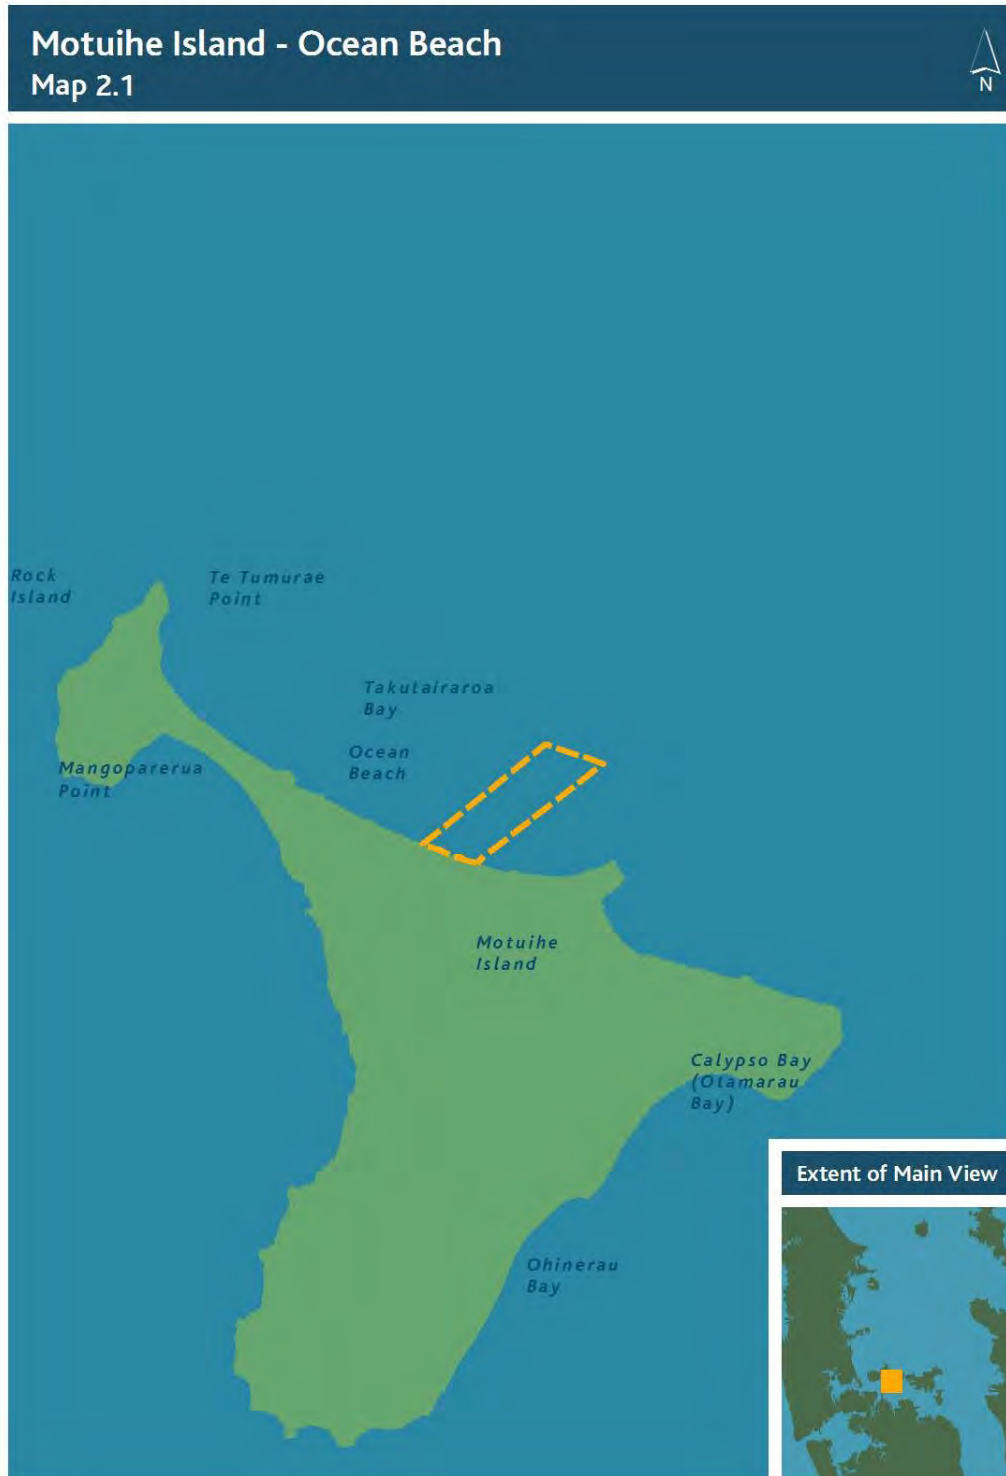 Motuihe Island - Ocean Beach
Map 2.1
N
Rock
Island
Te Tumurae
Point
Takutairaroa
Bay
Ocean
Beach
Mangoparerua
Point
Motuihe
Island
Calypso Bay
(Otamarau
Bay)
Extent of Main View
Ohinerau
Bay